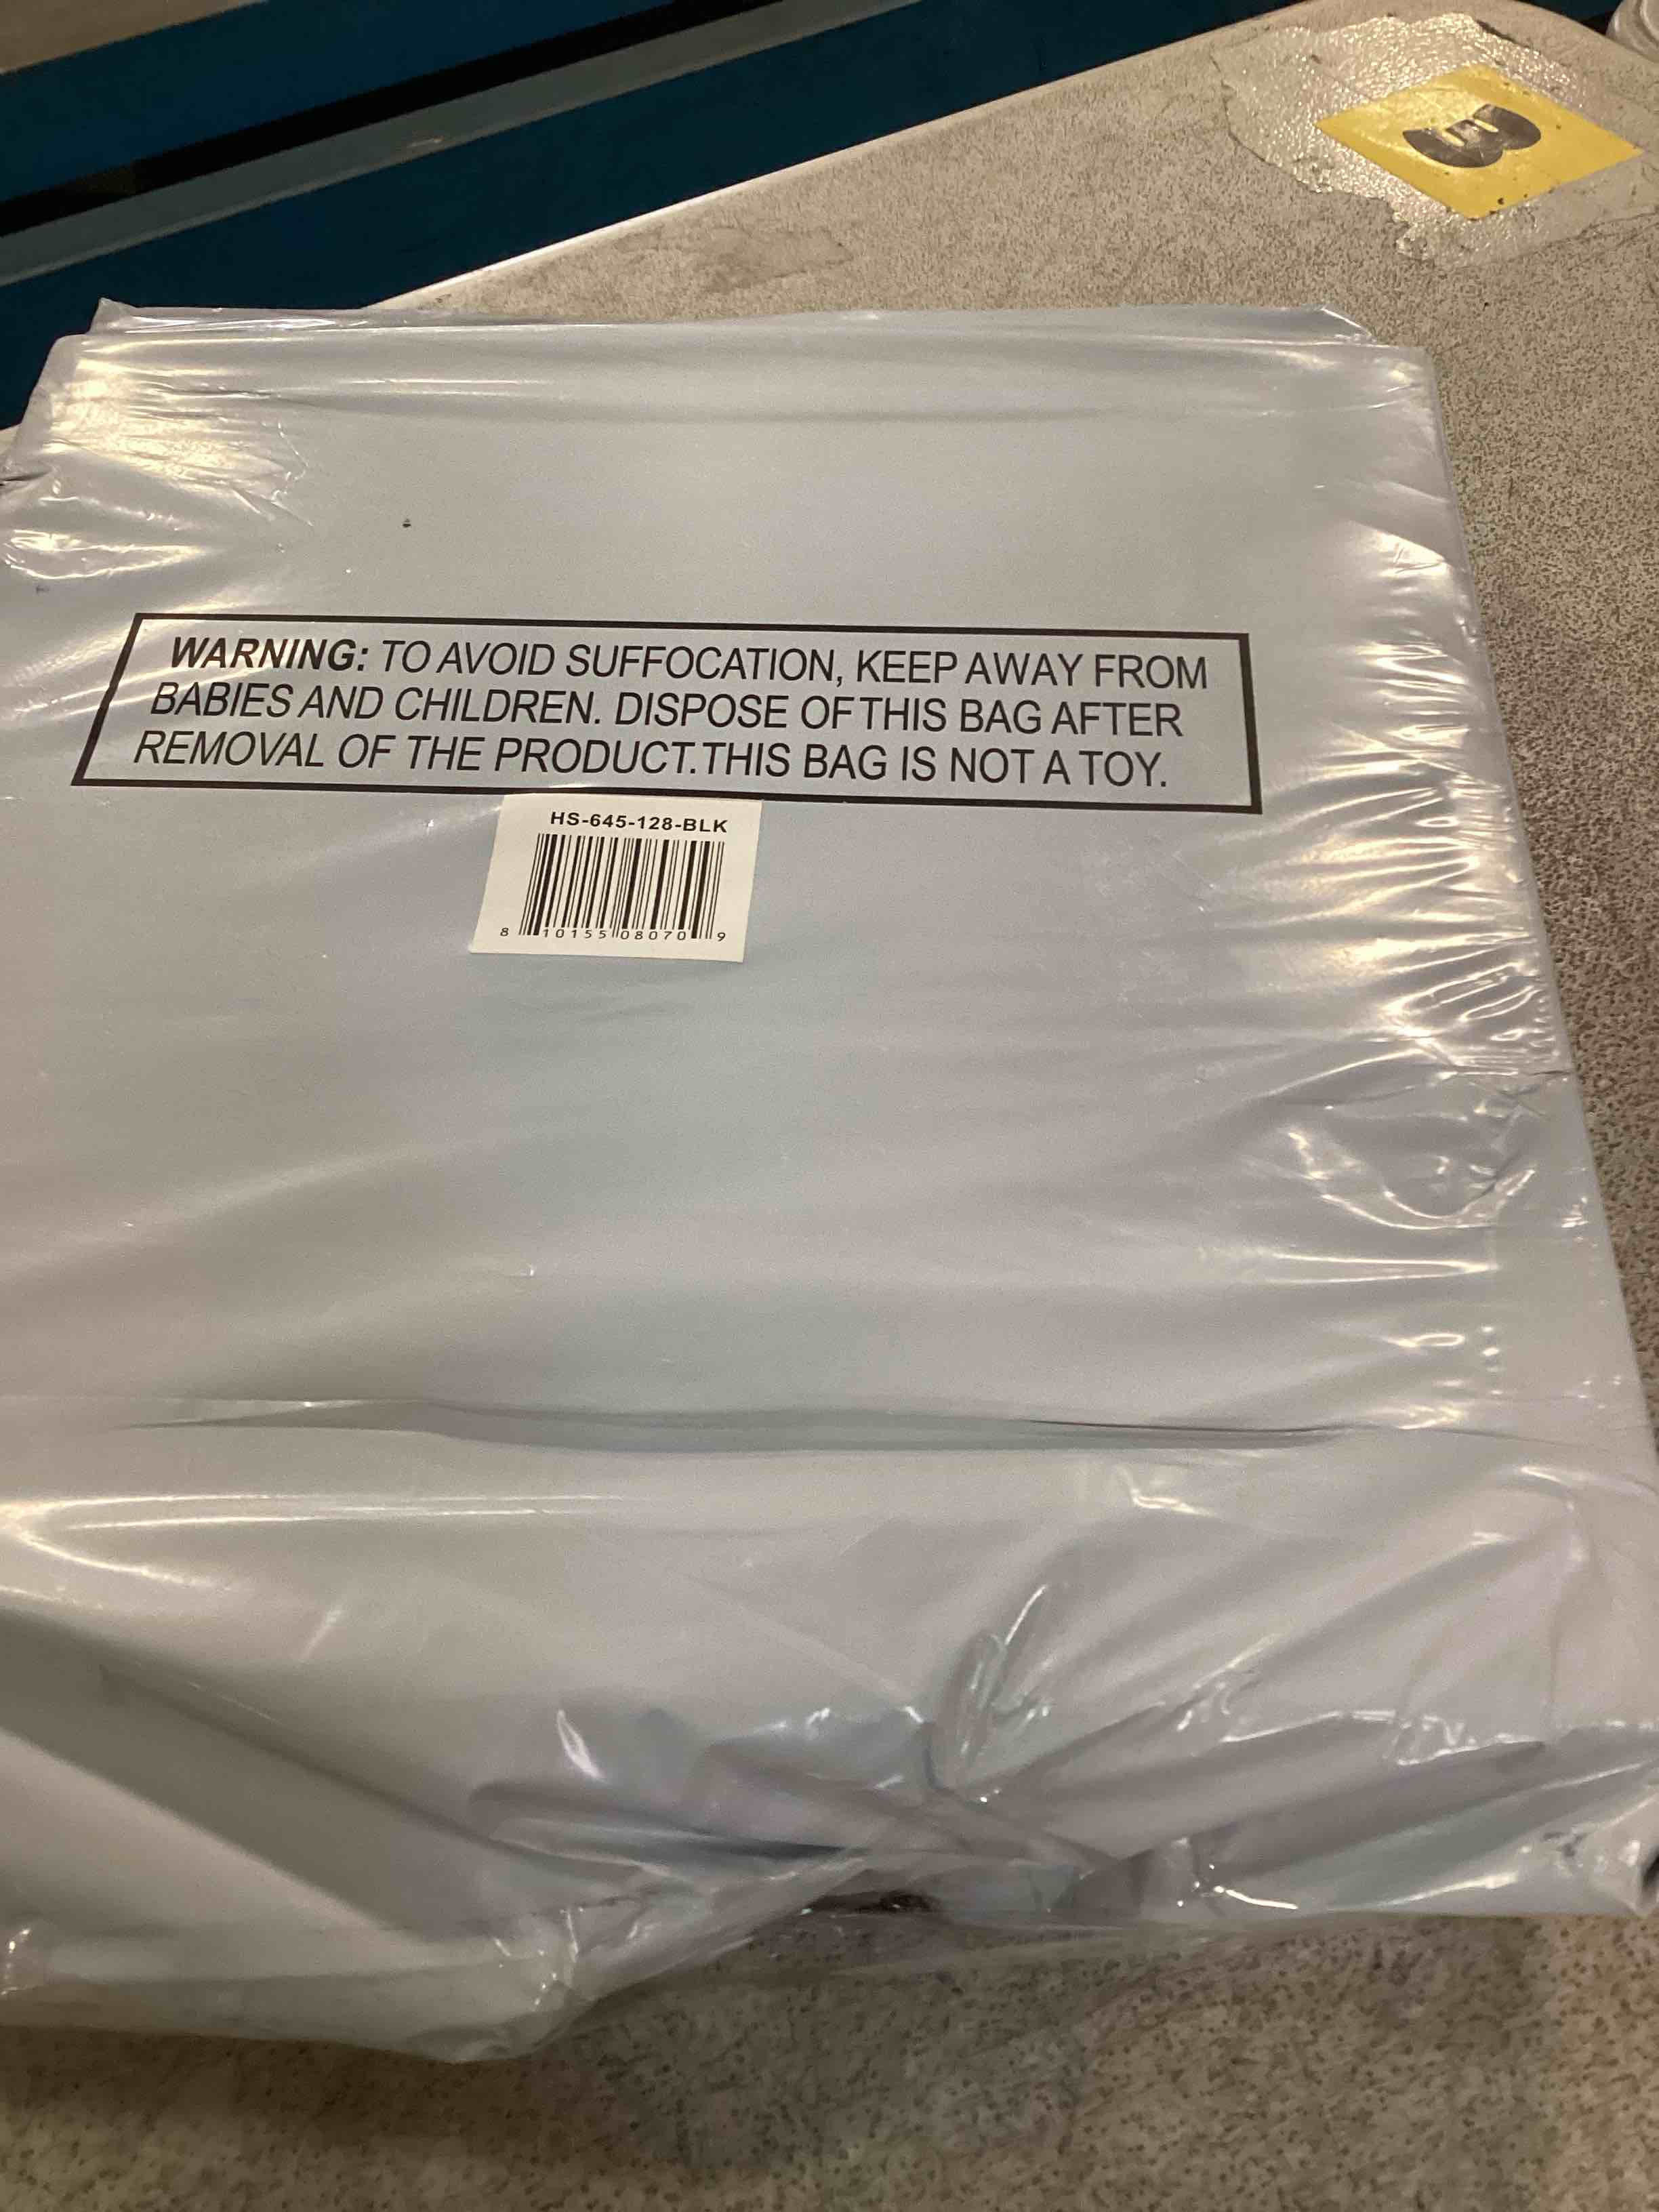 3
WARNING: TO AVOID SUFFOCATION, KEEP AWAY FROM
BABIES AND CHILDREN. DISPOSE OF THIS BAG AFTER
REMOVAL OF THE PRODUCT. THIS BAG IS NOT A TOY.
HS-645-128-BLK
8 10155 08070 9